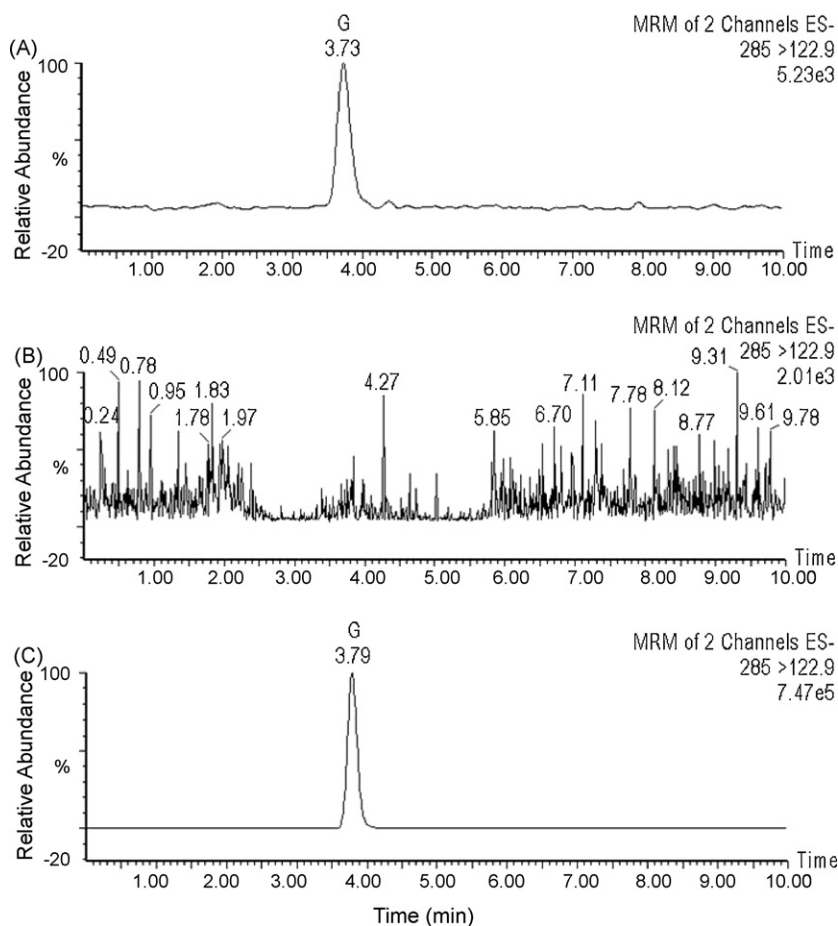 (A)
G
3.73
MRM of 2 Channels ES-
285 >122.9
5.23e3
Relative Abundance
100
%
-20
1.00 2.00 3.00 4.00 5.00 6.00 7.00 8.00 9.00 10.00
Time
(B)
MRM of 2 Channels ES-
285 >122.9
2.01e3
Relative Abundance
100
%
-20
0.24 0.49 0.78 0.95 1.78 1.83 1.97 4.27 5.85 6.70 7.11 7.78 8.12 8.77 9.31 9.61 9.78
1.00 2.00 3.00 4.00 5.00 6.00 7.00 8.00 9.00 10.00
Time
(C)
G
3.79
MRM of 2 Channels ES-
285 >122.9
7.47e5
Relative Abundance
100
%
-20
1.00 2.00 3.00 4.00 5.00 6.00 7.00 8.00 9.00 10.00
Time
Time (min)